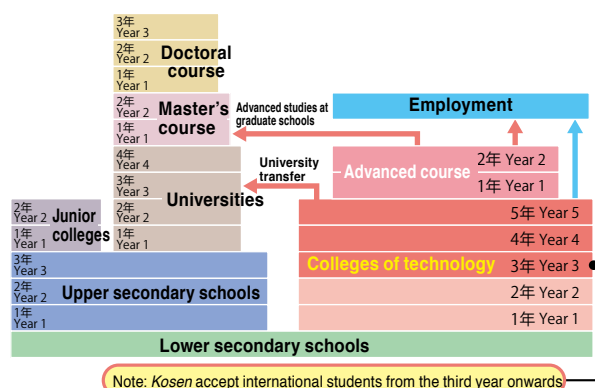 3年
Year 3
2年
Year 2
1年
Year 1
Doctoral
course
2年
Year 2
1年
Year 1
Master's
course
Advanced studies at
graduate schools
Employment
4年
Year 4
3年
Year 3
2年
Year 2
1年
Year 1
Universities
University
transfer
Advanced course
2年 Year 2
1年 Year 1
2年
Year 2
1年
Year 1
Junior
colleges
5年 Year 5
4年 Year 4
Colleges of technology
3年 Year 3
2年 Year 2
1年 Year 1
3年
Year 3
2年
Year 2
1年
Year 1
Upper secondary schools
Lower secondary schools
Note: Kosen accept international students from the third year onwards